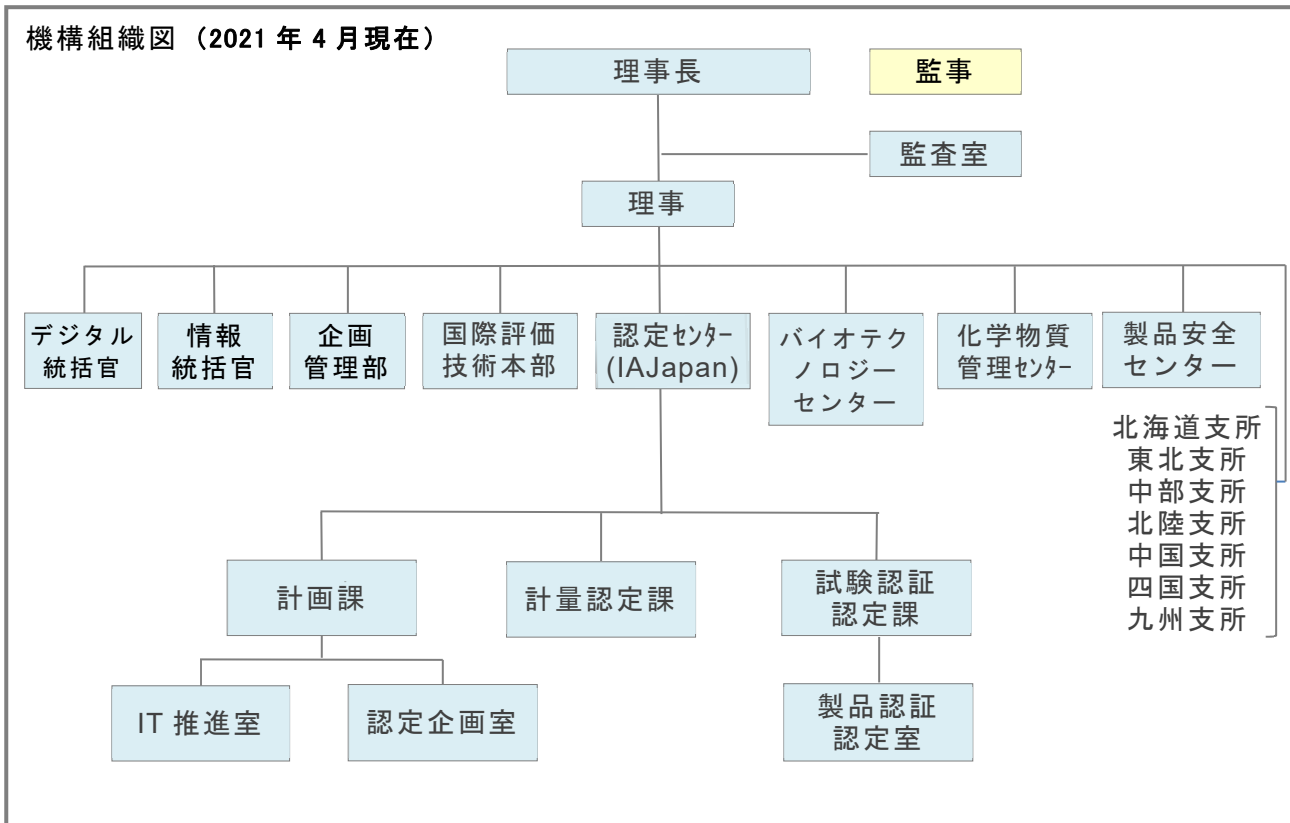 機構組織図（2021 年 4 月現在）
理事長
監事
監査室
理事
デジタル
統括官
情報
統括官
企画
管理部
国際評価
技術本部
認定ｾﾝﾀｰ
(IAJapan)
バイオテク
ノロジー
センター
化学物質
管理ｾﾝﾀｰ
製品安全
センター
北海道支所
東北支所
中部支所
北陸支所
中国支所
四国支所
九州支所
計画課
計量認定課
試験認証
認定課
IT 推進室
認定企画室
製品認証
認定室